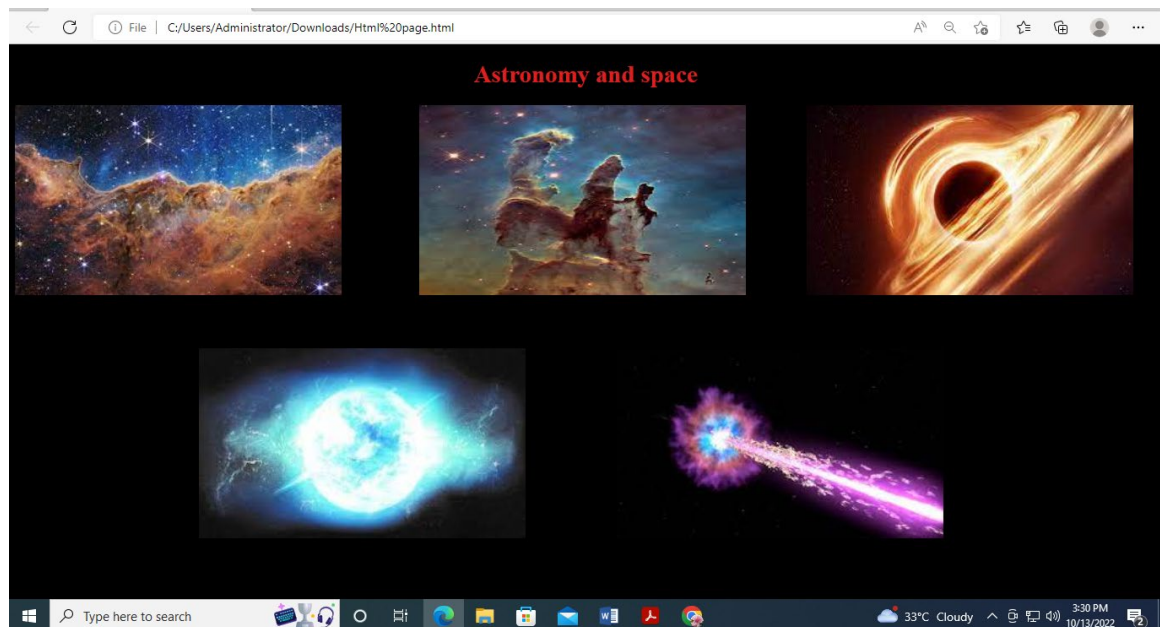 File | C:/Users/Administrator/Downloads/Html%20page.html
Astronomy and space
Type here to search
33°C Cloudy
3:30 PM
10/13/2022
2